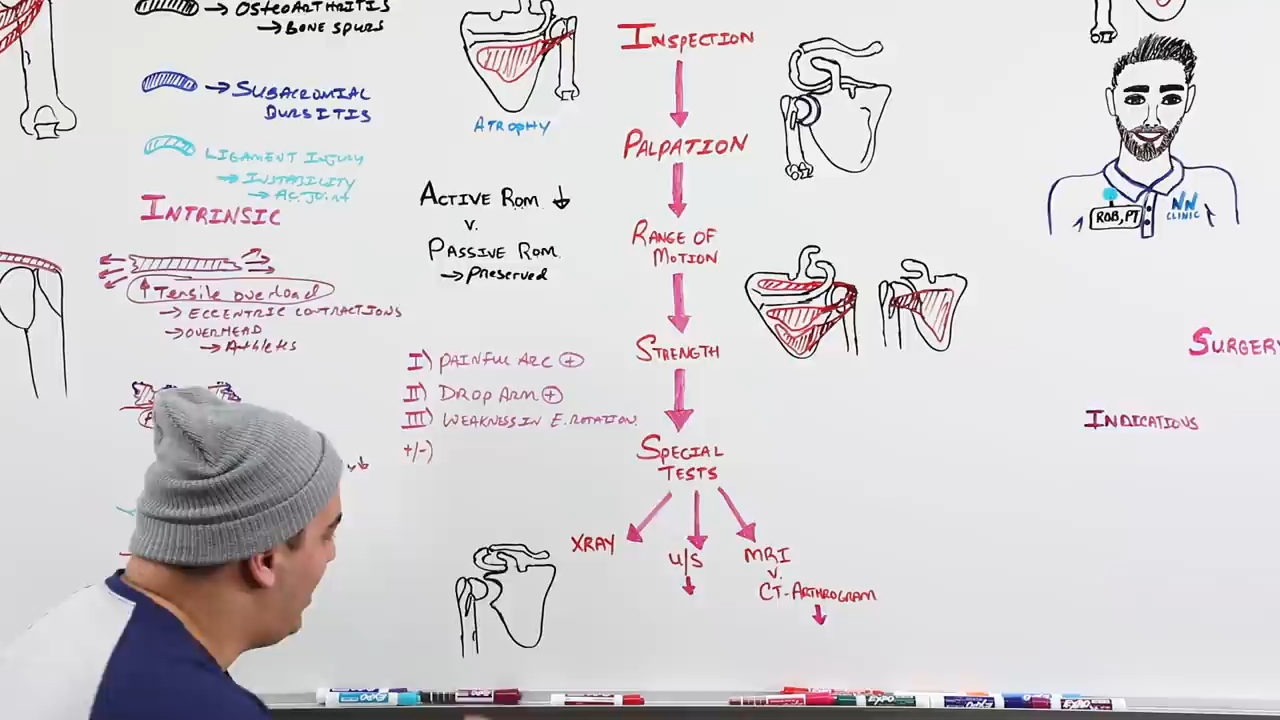 → OSTEOARTHRITIS
→ BONE SPURS
→ SUBACROMIAL
BURSITIS
→ LIGAMENT INJURY
→ INSTABILITY
→ AC JOINT
INTRINSIC
↑ Tensile overload
→ ECCENTRIC CONTRACTIONS
→ OVERHEAD
→ Athletes
ATROPHY
ACTIVE ROM ↓
V.
PASSIVE ROM
→ Preserved
I) PAINFUL ARC +
II) DROP ARM +
III) WEAKNESS IN E. ROTATION
+/-)
INSPECTION
PALPATION
RANGE OF
MOTION
STRENGTH
SPECIAL
TESTS
XRAY
U/S
MRI
V.
CT-ARTHROGRAM
ROB, PT
NN
CLINIC
SURGERY
INDICATIONS
EXPO
EXPO